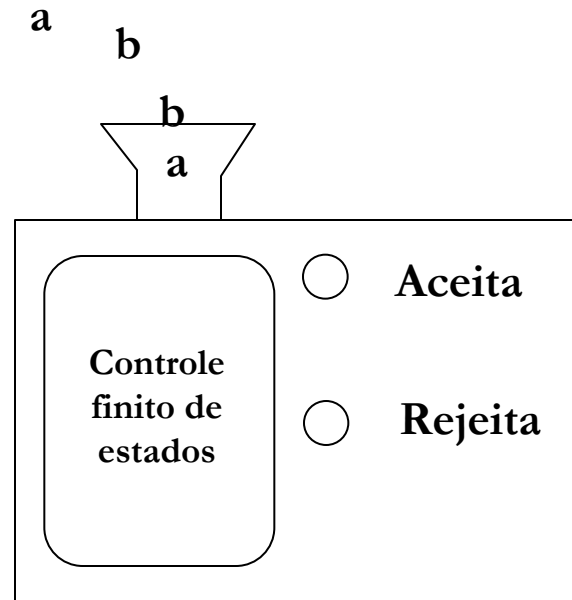 a
b
b
a
Aceita
Controle
finito de
estados
Rejeita